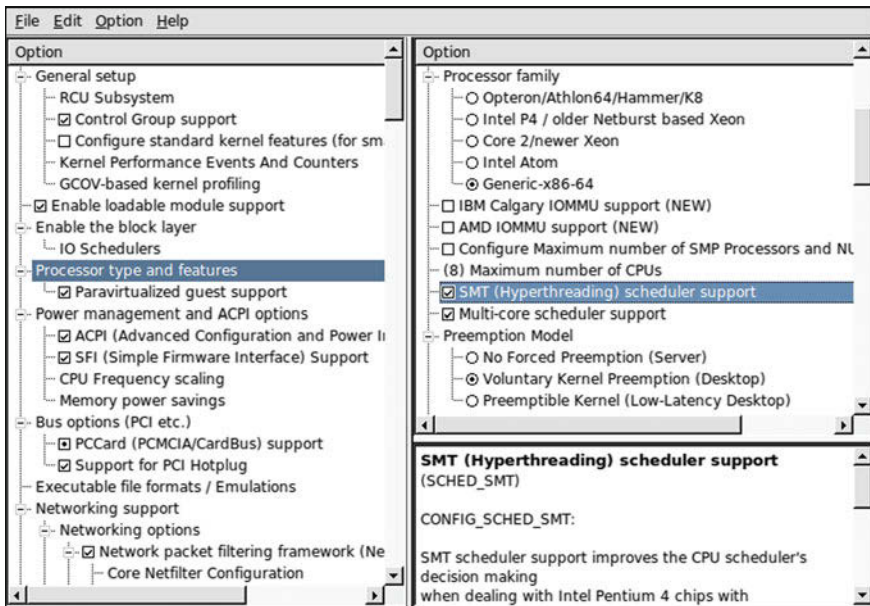 File Edit Option Help
Option
General setup
RCU Subsystem
Control Group support
Configure standard kernel features (for sm
Kernel Performance Events And Counters
GCOV-based kernel profiling
Enable loadable module support
Enable the block layer
IO Schedulers
Processor type and features
Paravirtualized guest support
Power management and ACPI options
ACPI (Advanced Configuration and Power I
SFI (Simple Firmware Interface) Support
CPU Frequency scaling
Memory power savings
Bus options (PCI etc.)
PCCard (PCMCIA/CardBus) support
Support for PCI Hotplug
Executable file formats / Emulations
Networking support
Networking options
Network packet filtering framework (Ne
Core Netfilter Configuration
Option
Processor family
Opteron/Athlon64/Hammer/K8
Intel P4 / older Netburst based Xeon
Core 2/newer Xeon
Intel Atom
Generic-x86-64
IBM Calgary IOMMU support (NEW)
AMD IOMMU support (NEW)
Configure Maximum number of SMP Processors and NU
(8) Maximum number of CPUs
SMT (Hyperthreading) scheduler support
Multi-core scheduler support
Preemption Model
No Forced Preemption (Server)
Voluntary Kernel Preemption (Desktop)
Preemptible Kernel (Low-Latency Desktop)
SMT (Hyperthreading) scheduler support
(SCHED_SMT)
CONFIG_SCHED_SMT:
SMT scheduler support improves the CPU scheduler's
decision making
when dealing with Intel Pentium 4 chips with